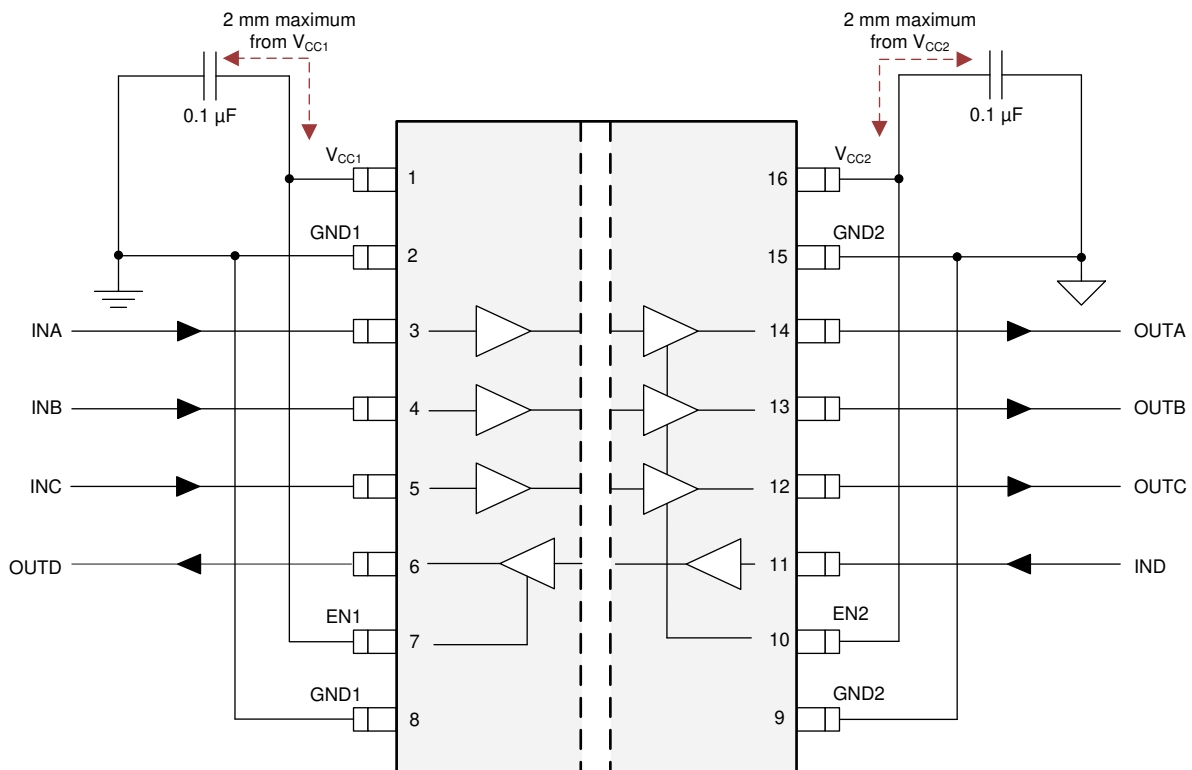 2 mm maximum
from VCC1
0.1 µF
2 mm maximum
from VCC2
0.1 µF
VCC1
1
16
VCC2
GND1
2
15
GND2
INA
3
14
OUTA
INB
4
13
OUTB
INC
5
12
OUTC
OUTD
6
11
IND
EN1
7
10
EN2
GND1
8
9
GND2